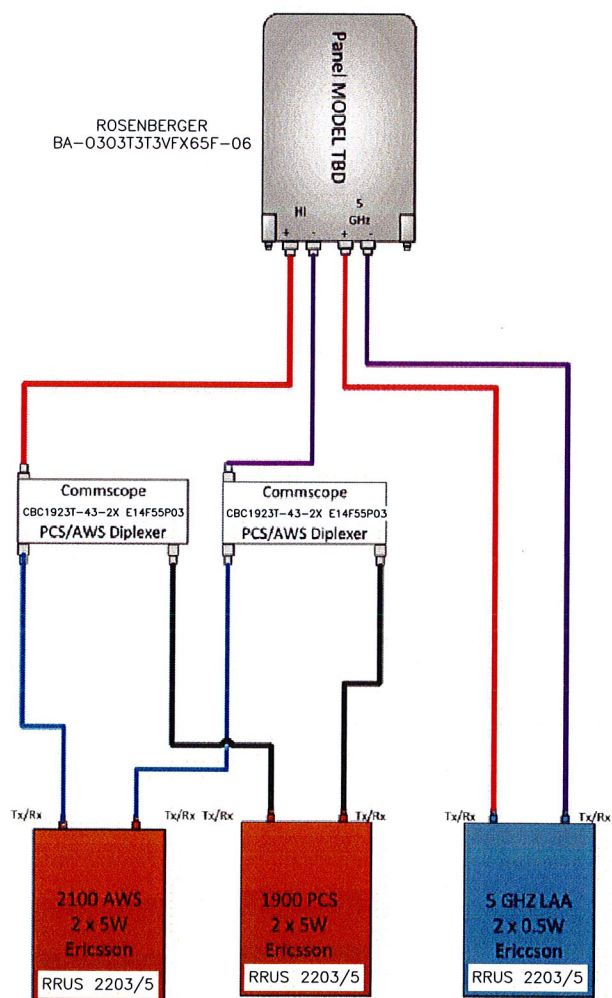 Panel MODEL TBD
ROSENBERGER
BA-0303T3T3VFX65F-06
HI
5
GHz
+ - + -
Commscope
CBC1923T-43-2X E14F55P03
PCS/AWS Diplexer
Commscope
CBC1923T-43-2X E14F55P03
PCS/AWS Diplexer
Tx/Rx
Tx/Rx
Tx/Rx
Tx/Rx
Tx/Rx
Tx/Rx
2100 AWS
2 x 5W
Ericsson
RRUS 2203/5
1900 PCS
2 x 5W
Ericsson
RRUS 2203/5
5 GHZ LAA
2 x 0.5W
Ericcson
RRUS 2203/5